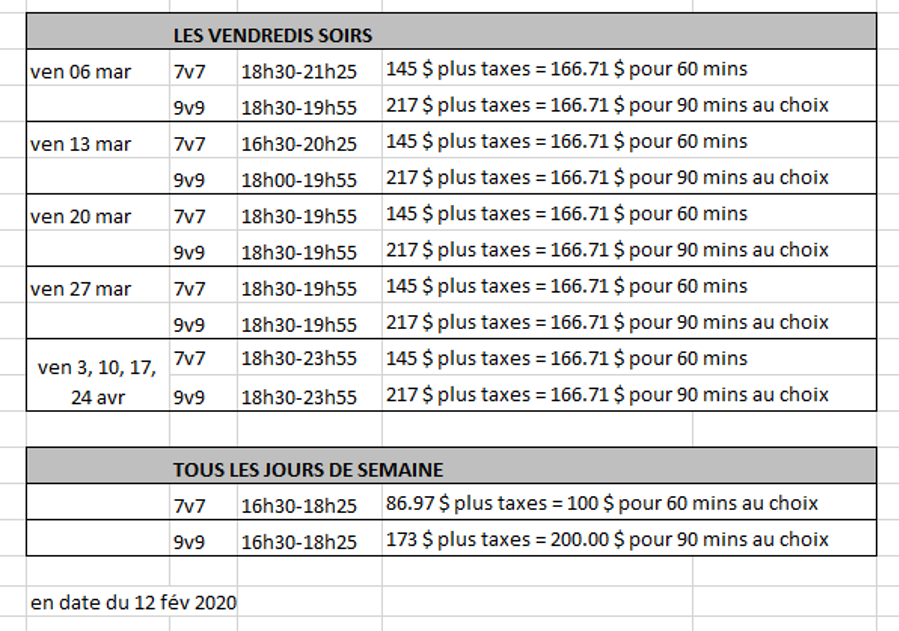 LES VENDREDIS SOIRS
ven 06 mar 7v7 18h30-21h25 145 $ plus taxes = 166.71 $ pour 60 mins
9v9 18h30-19h55 217 $ plus taxes = 166.71 $ pour 90 mins au choix
ven 13 mar 7v7 16h30-20h25 145 $ plus taxes = 166.71 $ pour 60 mins
9v9 18h00-19h55 217 $ plus taxes = 166.71 $ pour 90 mins au choix
ven 20 mar 7v7 18h30-19h55 145 $ plus taxes = 166.71 $ pour 60 mins
9v9 18h30-19h55 217 $ plus taxes = 166.71 $ pour 90 mins au choix
ven 27 mar 7v7 18h30-19h55 145 $ plus taxes = 166.71 $ pour 60 mins
9v9 18h30-19h55 217 $ plus taxes = 166.71 $ pour 90 mins au choix
ven 3, 10, 17, 7v7 18h30-23h55 145 $ plus taxes = 166.71 $ pour 60 mins
24 avr 9v9 18h30-23h55 217 $ plus taxes = 166.71 $ pour 90 mins au choix
TOUS LES JOURS DE SEMAINE
7v7 16h30-18h25 86.97 $ plus taxes = 100 $ pour 60 mins au choix
9v9 16h30-18h25 173 $ plus taxes = 200.00 $ pour 90 mins au choix
en date du 12 fév 2020